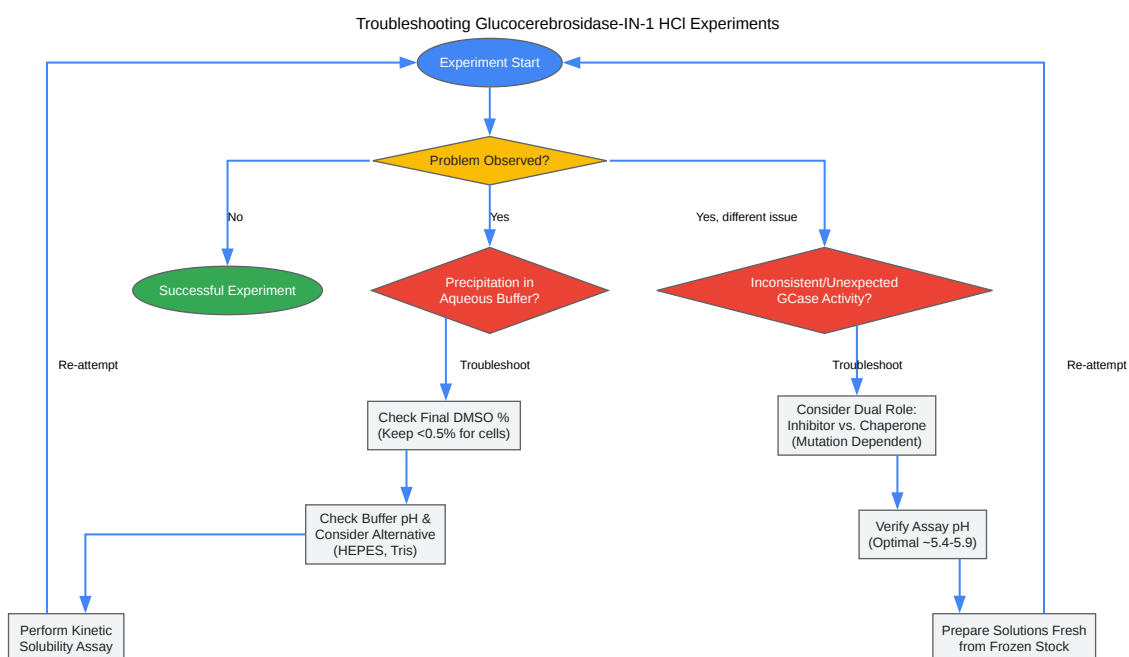 Troubleshooting Glucocerebrosidase-IN-1 HCl Experiments
Experiment Start
Problem Observed?
No
Yes
Yes, different issue
Successful Experiment
Precipitation in
Aqueous Buffer?
Inconsistent/Unexpected
GCase Activity?
Re-attempt
Troubleshoot
Troubleshoot
Re-attempt
Check Final DMSO %
(Keep <0.5% for cells)
Consider Dual Role:
Inhibitor vs. Chaperone
(Mutation Dependent)
Check Buffer pH &
Consider Alternative
(HEPES, Tris)
Verify Assay pH
(Optimal ~5.4-5.9)
Perform Kinetic
Solubility Assay
Prepare Solutions Fresh
from Frozen Stock